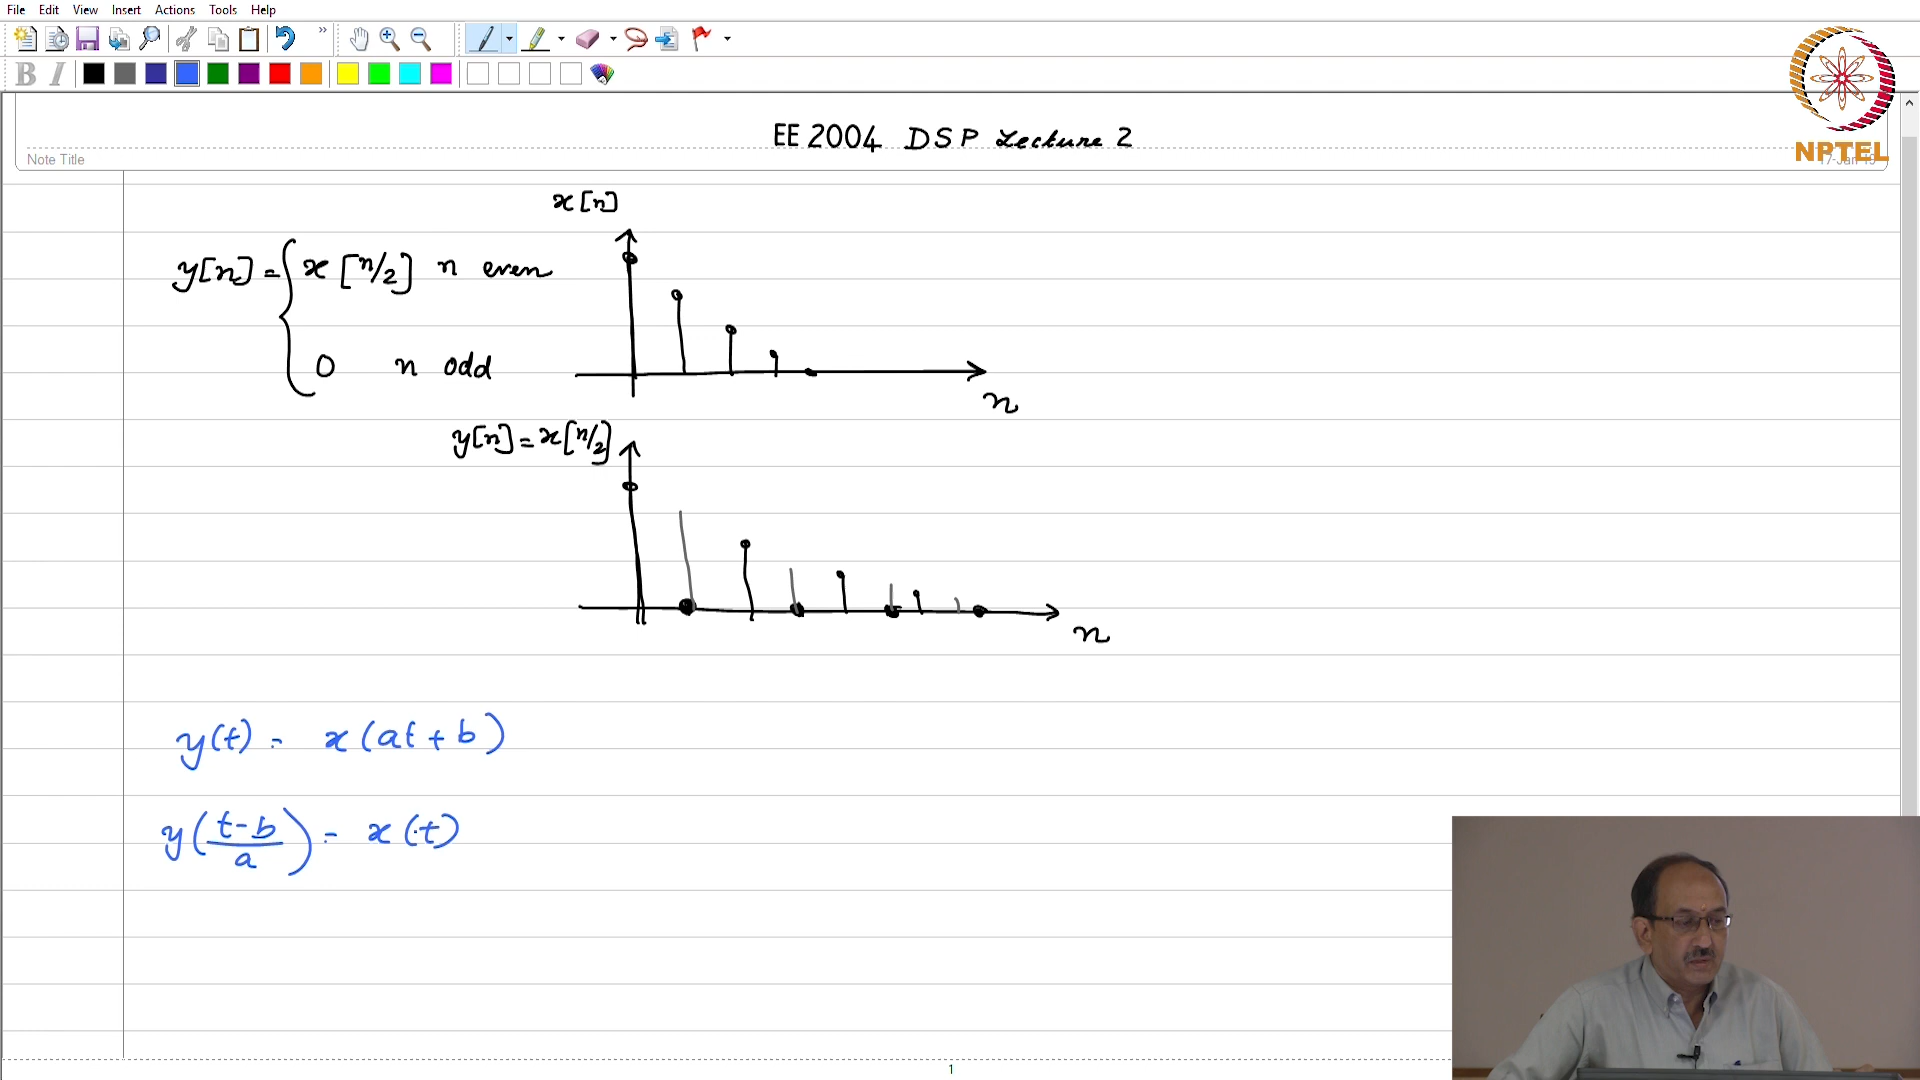 File Edit View Insert Actions Tools Help
»
B I
EE 2004 DSP Lecture 2
Note Title
NPTEL
x[n]
y[n] = { x[n/2] n even
0 n odd
n
y[n] = x[n/2]
n
y(t) = x(at + b)
y((t-b)/a) = x(t)
1